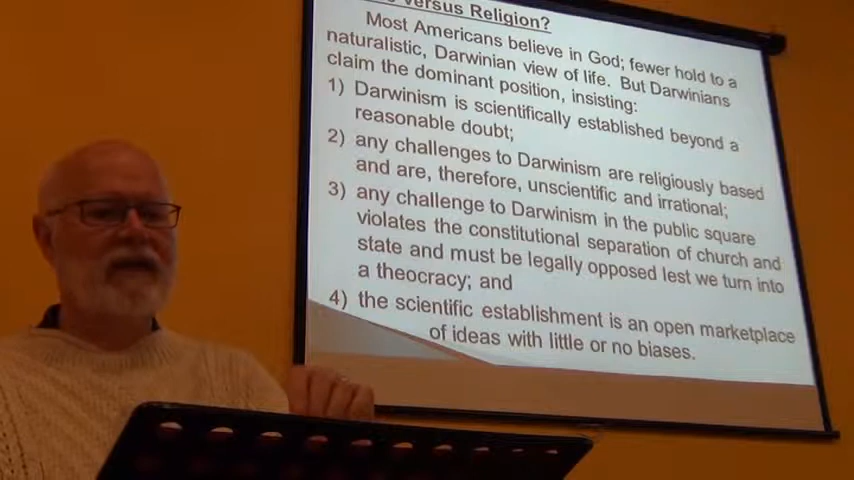 versus Religion?
Most Americans believe in God; fewer hold to a
naturalistic, Darwinian view of life. But Darwinians
claim the dominant position, insisting:
1) Darwinism is scientifically established beyond a
reasonable doubt;
2) any challenges to Darwinism are religiously based
and are, therefore, unscientific and irrational;
3) any challenge to Darwinism in the public square
violates the constitutional separation of church and
state and must be legally opposed lest we turn into
a theocracy; and
4) the scientific establishment is an open marketplace
of ideas with little or no biases.